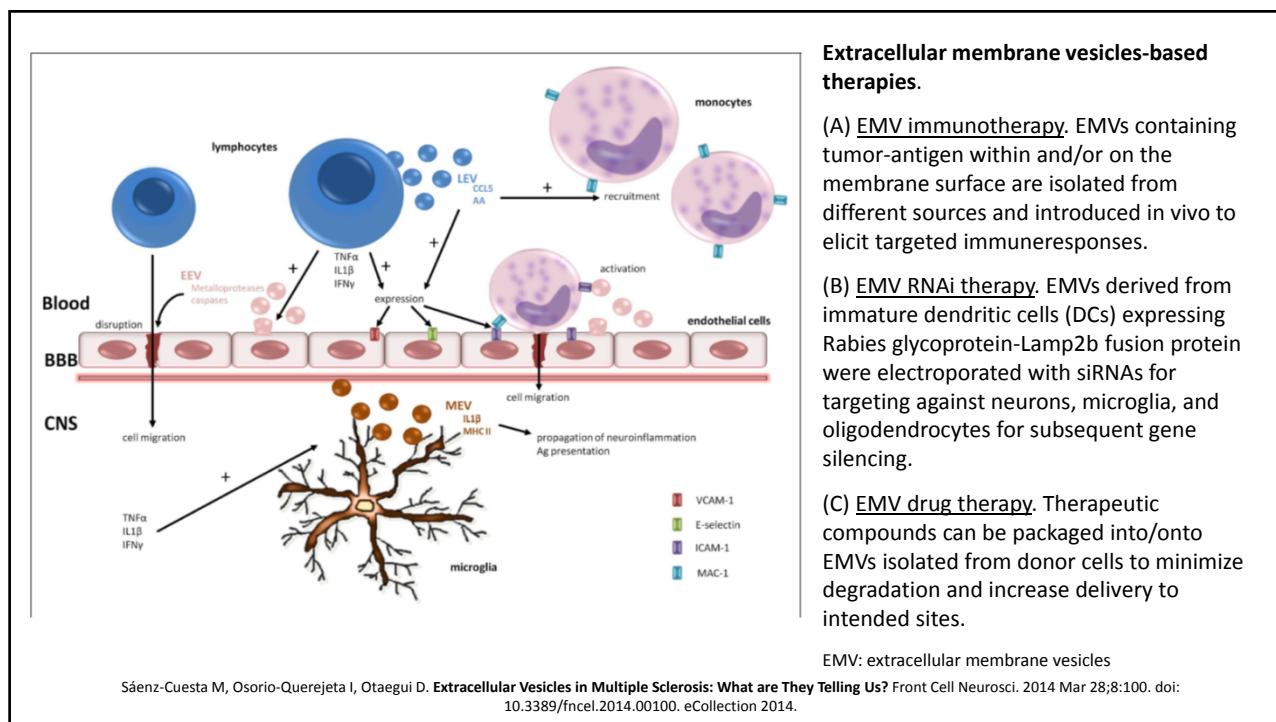 lymphocytes
monocytes
LEV
CCL5
AA
+
recruitment
+
TNFα
IL1β
IFNγ
+
+
EEV
Metalloproteases
caspases
expression
activation
Blood
disruption
endothelial cells
BBB
CNS
cell migration
cell migration
MEV
IL1β
MHC II
propagation of neuroinflammation
Ag presentation
+
TNFα
IL1β
IFNγ
microglia
VCAM-1
E-selectin
ICAM-1
MAC-1
Extracellular membrane vesicles-based
therapies.
(A) EMV immunotherapy. EMVs containing
tumor-antigen within and/or on the
membrane surface are isolated from
different sources and introduced in vivo to
elicit targeted immuneresponses.
(B) EMV RNAi therapy. EMVs derived from
immature dendritic cells (DCs) expressing
Rabies glycoprotein-Lamp2b fusion protein
were electroporated with siRNAs for
targeting against neurons, microglia, and
oligodendrocytes for subsequent gene
silencing.
(C) EMV drug therapy. Therapeutic
compounds can be packaged into/onto
EMVs isolated from donor cells to minimize
degradation and increase delivery to
intended sites.
EMV: extracellular membrane vesicles
Sáenz-Cuesta M, Osorio-Querejeta I, Otaegui D. Extracellular Vesicles in Multiple Sclerosis: What are They Telling Us? Front Cell Neurosci. 2014 Mar 28;8:100. doi:
10.3389/fncel.2014.00100. eCollection 2014.